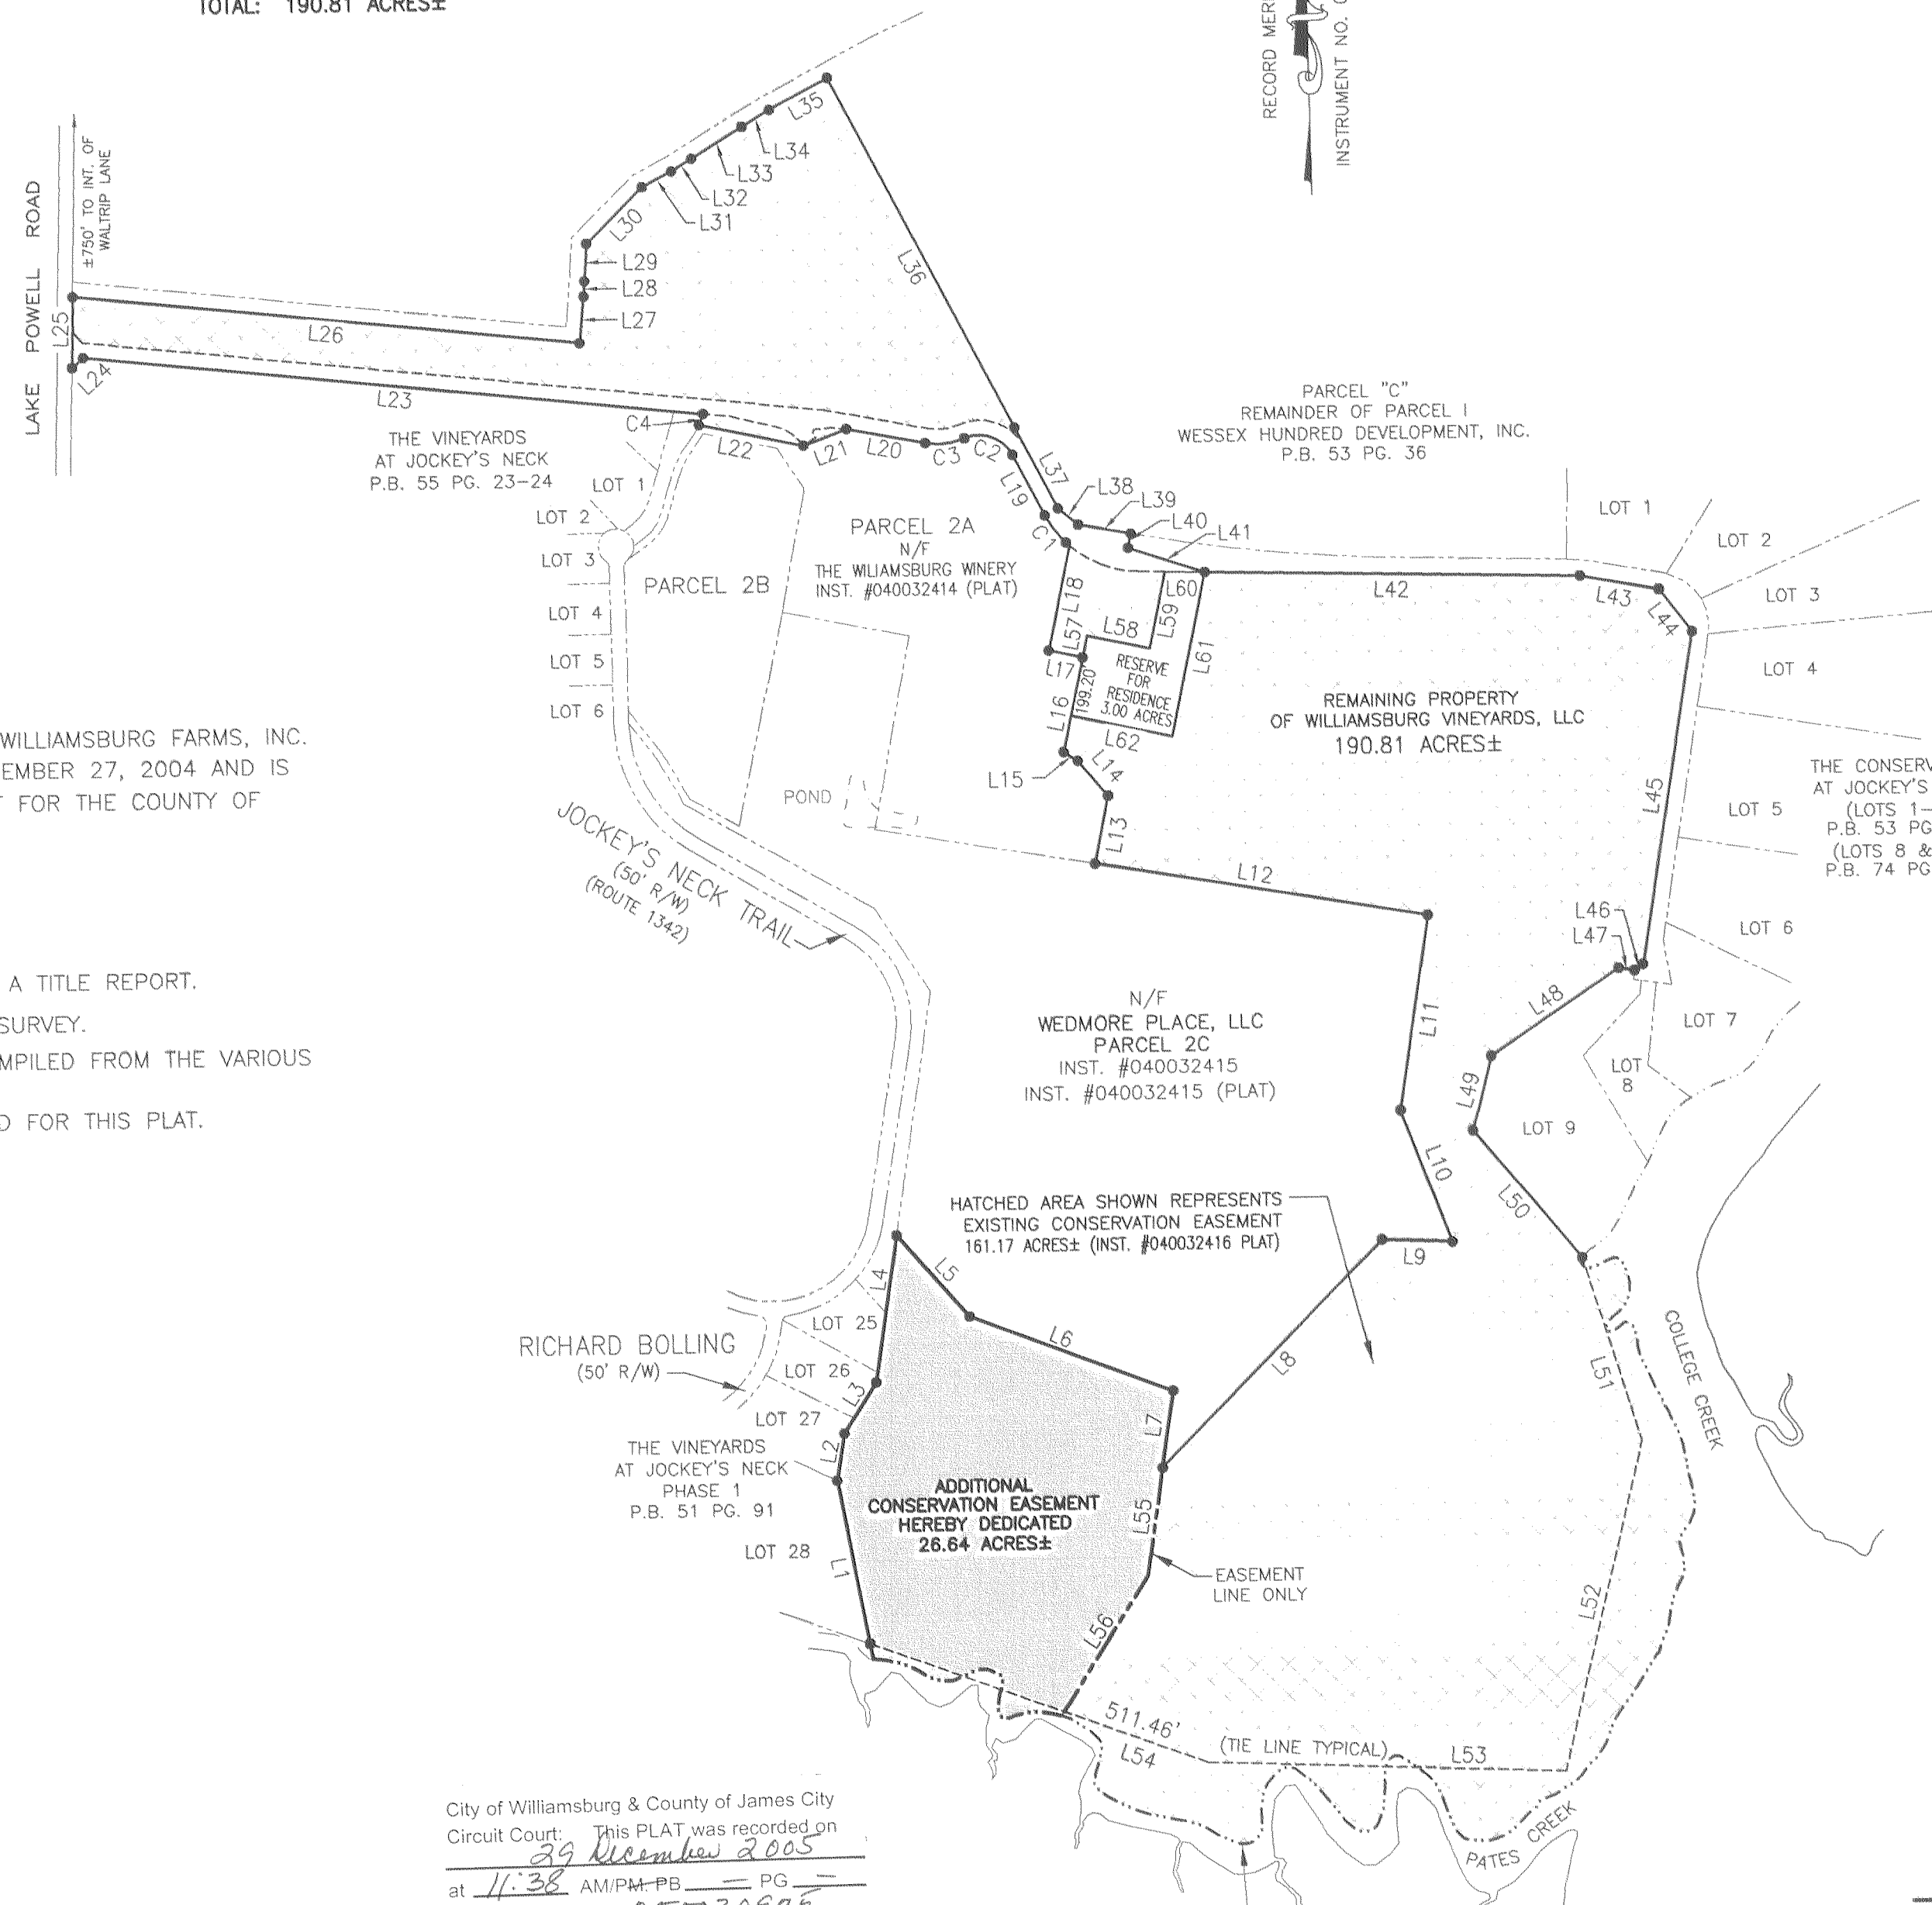 TOTAL: 190.81 ACRES±
RECORD MERI
INSTRUMENT NO.
LAKE POWELL ROAD
±750' TO INT. OF
WALTRIP LANE
L35
L34
L33
L32
L31
L30
L29
L28
L27
L36
L25
L26
L24
L23
C4
L22
L21
L20
C3
C2
L19
C1
L37
L38
L39
L40
L41
THE VINEYARDS
AT JOCKEY'S NECK
P.B. 55 PG. 23-24
PARCEL "C"
REMAINDER OF PARCEL I
WESSEX HUNDRED DEVELOPMENT, INC.
P.B. 53 PG. 36
LOT 1
LOT 2
LOT 3
LOT 4
LOT 5
LOT 6
PARCEL 2B
PARCEL 2A
N/F
THE WILIAMSBURG WINERY
INST. #040032414 (PLAT)
LOT 1
LOT 2
LOT 3
LOT 4
LOT 5
LOT 6
LOT 7
LOT 8
LOT 9
L42
L43
L44
L45
L46
L47
L48
L49
L50
L18
L57
L58
L59
L60
L61
L62
L17
L16
199.20'
RESERVE
FOR
RESIDENCE
3.00 ACRES
REMAINING PROPERTY
OF WILLIAMSBURG VINEYARDS, LLC
190.81 ACRES±
L15
L14
L13
L12
L11
L10
L9
L8
POND
THE CONSERV
AT JOCKEY'S
(LOTS 1-
P.B. 53 PG
(LOTS 8 &
P.B. 74 PG
WILLIAMSBURG FARMS, INC.
EMBER 27, 2004 AND IS
FOR THE COUNTY OF
A TITLE REPORT.
SURVEY.
MPILED FROM THE VARIOUS
D FOR THIS PLAT.
JOCKEY'S NECK TRAIL
(50' R/W)
(ROUTE 1342)
N/F
WEDMORE PLACE, LLC
PARCEL 2C
INST. #040032415
INST. #040032415 (PLAT)
HATCHED AREA SHOWN REPRESENTS
EXISTING CONSERVATION EASEMENT
161.17 ACRES± (INST. #040032416 PLAT)
RICHARD BOLLING
(50' R/W)
LOT 25
LOT 26
LOT 27
LOT 28
THE VINEYARDS
AT JOCKEY'S NECK
PHASE 1
P.B. 51 PG. 91
L4
L5
L6
L7
L3
L2
L1
L55
L56
ADDITIONAL
CONSERVATION EASEMENT
HEREBY DEDICATED
26.64 ACRES±
EASEMENT
LINE ONLY
L51
L52
L53
L54
COLLEGE CREEK
511.46'
(TIE LINE TYPICAL)
PATES CREEK
City of Williamsburg & County of James City
Circuit Court: This PLAT was recorded on
29 December 2005
at 11:38 AM/PM. PB — PG —